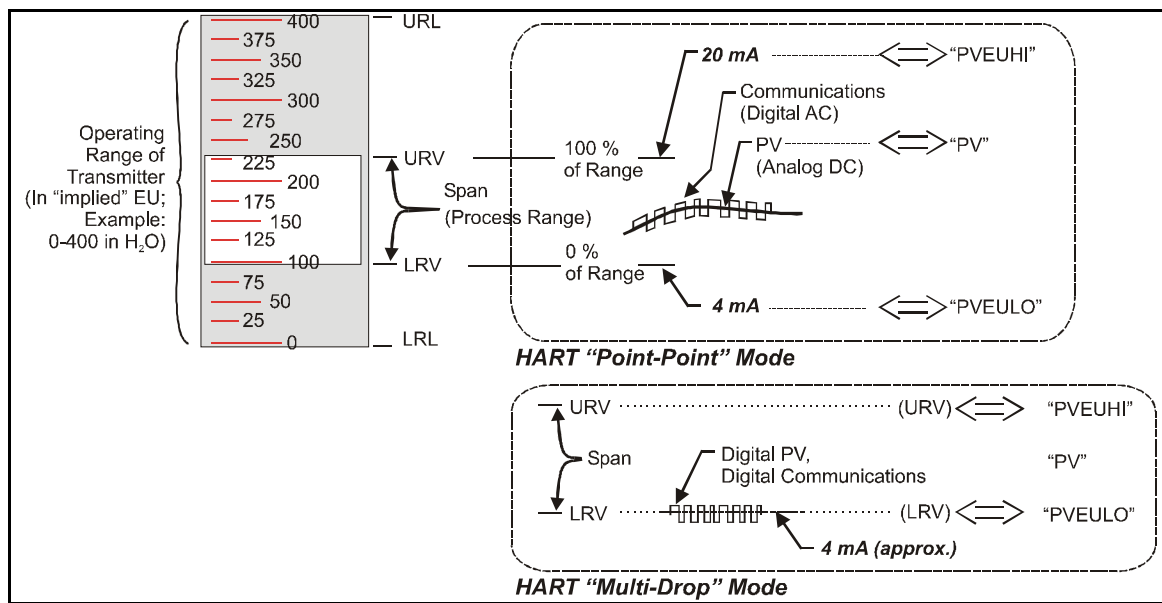 Operating
Range of
Transmitter
(In “implied” EU;
Example:
0-400 in H₂O)
400
375
350
325
300
275
250
225
200
175
150
125
100
75
50
25
0
URL
URV
LRV
LRL
Span
(Process Range)
100 %
of Range
0 %
of Range
20 mA
“PVEUHI”
Communications
(Digital AC)
PV
(Analog DC)
“PV”
4 mA
“PVEULO”
HART “Point-Point” Mode
URV
(URV)
“PVEUHI”
Span
Digital PV,
Digital Communications
“PV”
LRV
(LRV)
“PVEULO”
4 mA (approx.)
HART “Multi-Drop” Mode